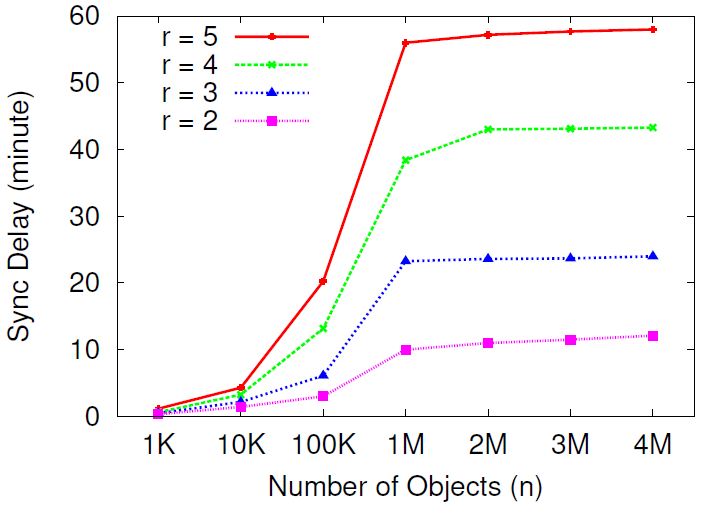 60
50
40
30
20
10
0
Sync Delay (minute)
r = 5
r = 4
r = 3
r = 2
1K 10K 100K 1M 2M 3M 4M
Number of Objects (n)